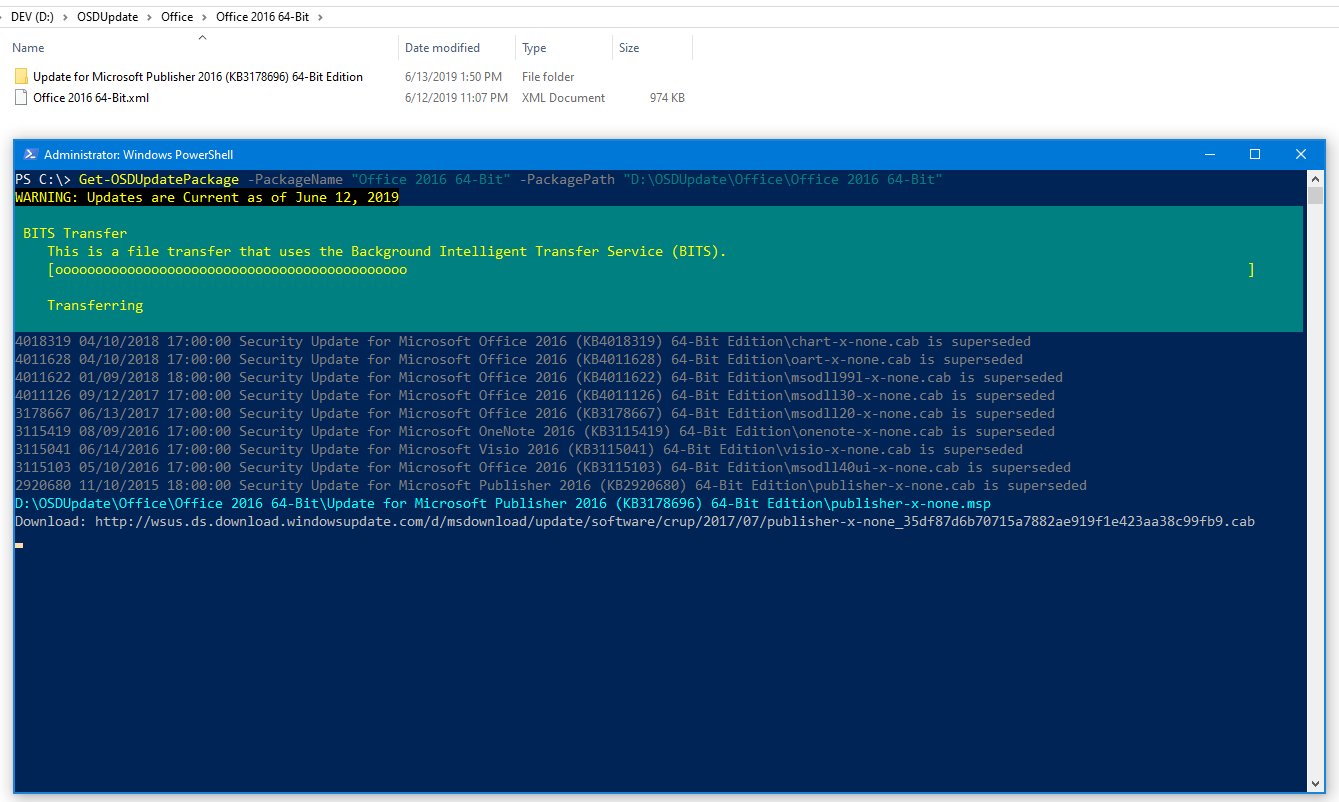 DEV (D:) > OSDUpdate > Office > Office 2016 64-Bit >
Name Date modified Type Size
Update for Microsoft Publisher 2016 (KB3178696) 64-Bit Edition 6/13/2019 1:50 PM File folder
Office 2016 64-Bit.xml 6/12/2019 11:07 PM XML Document 974 KB
Administrator: Windows PowerShell
PS C:\> Get-OSDUpdatePackage -PackageName "Office 2016 64-Bit" -PackagePath "D:\OSDUpdate\Office\Office 2016 64-Bit"
WARNING: Updates are Current as of June 12, 2019
BITS Transfer
This is a file transfer that uses the Background Intelligent Transfer Service (BITS).
[oooooooooooooooooooooooooooooooooooooooooooo ]
Transferring
4018319 04/10/2018 17:00:00 Security Update for Microsoft Office 2016 (KB4018319) 64-Bit Edition\chart-x-none.cab is superseded
4011628 04/10/2018 17:00:00 Security Update for Microsoft Office 2016 (KB4011628) 64-Bit Edition\oart-x-none.cab is superseded
4011622 01/09/2018 18:00:00 Security Update for Microsoft Office 2016 (KB4011622) 64-Bit Edition\msodll99l-x-none.cab is superseded
4011126 09/12/2017 17:00:00 Security Update for Microsoft Office 2016 (KB4011126) 64-Bit Edition\msodll30-x-none.cab is superseded
3178667 06/13/2017 17:00:00 Security Update for Microsoft Office 2016 (KB3178667) 64-Bit Edition\msodll20-x-none.cab is superseded
3115419 08/09/2016 17:00:00 Security Update for Microsoft OneNote 2016 (KB3115419) 64-Bit Edition\onenote-x-none.cab is superseded
3115041 06/14/2016 17:00:00 Security Update for Microsoft Visio 2016 (KB3115041) 64-Bit Edition\visio-x-none.cab is superseded
3115103 05/10/2016 17:00:00 Security Update for Microsoft Office 2016 (KB3115103) 64-Bit Edition\msodll40ui-x-none.cab is superseded
2920680 11/10/2015 18:00:00 Security Update for Microsoft Publisher 2016 (KB2920680) 64-Bit Edition\publisher-x-none.cab is superseded
D:\OSDUpdate\Office\Office 2016 64-Bit\Update for Microsoft Publisher 2016 (KB3178696) 64-Bit Edition\publisher-x-none.msp
Download: http://wsus.ds.download.windowsupdate.com/d/msdownload/update/software/crup/2017/07/publisher-x-none_35df87d6b70715a7882ae919f1e423aa38c99fb9.cab